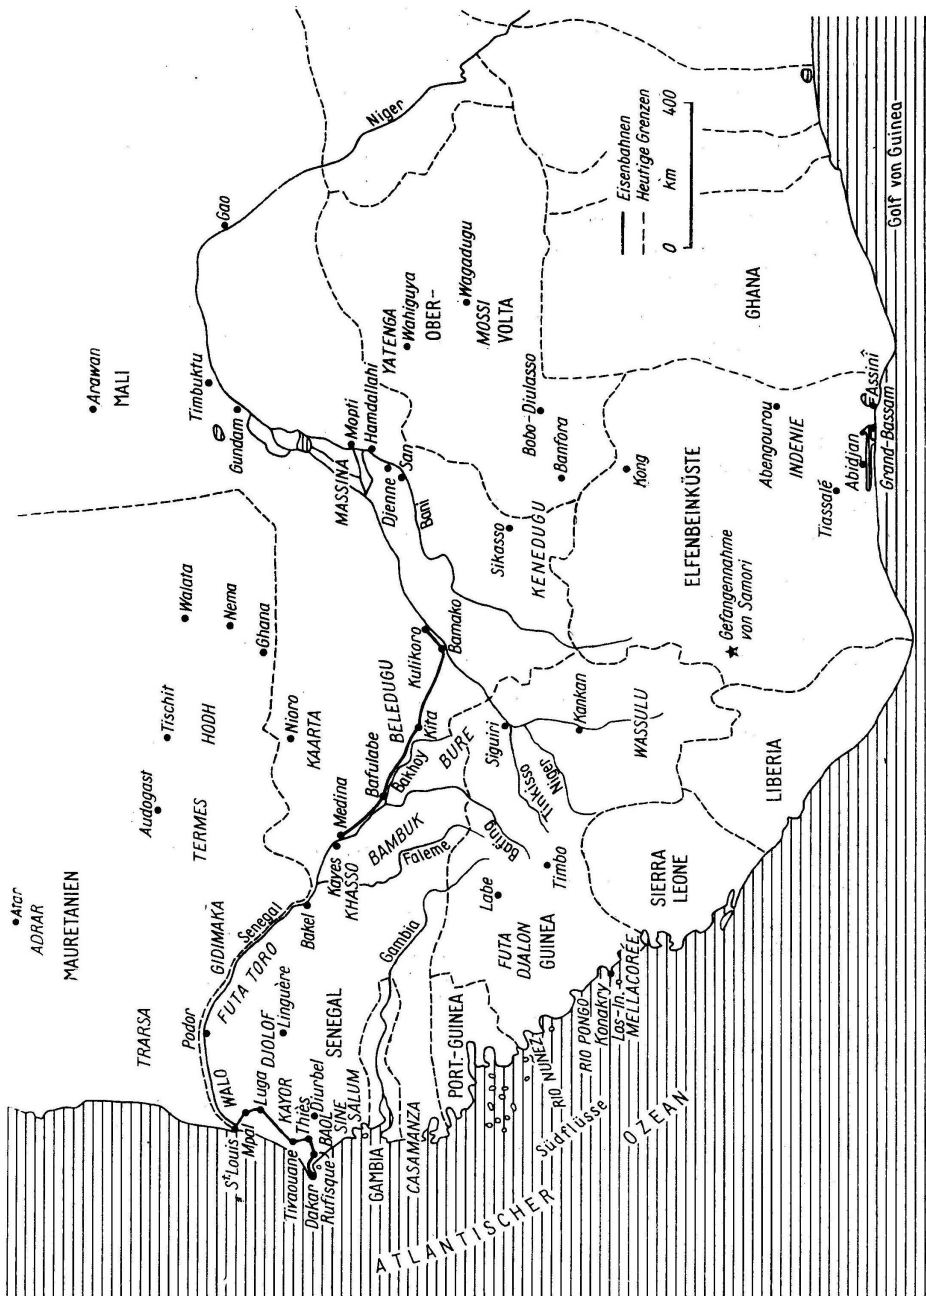 Atar
ADRAR
MAURETANIEN
TRARSA
Audogast
Tischit
TERMES
HODH
Walata
Nema
Ghana
Arawan
MALI
Timbuktu
Gundam
Gao
Niger
Podor
GIDIMAKA
Senegal
FUTA TORO
WALO
St. Louis
Mpal
Luga
DJOLOF
Linguère
KAYOR
Tivaouane
Thiès
Diurbel
Dakar
Rufisque
BAOL
SINE
SALUM
SENEGAL
Bakel
Nioro
KAARTA
Medina
Kayes
KHASSO
BAMBUK
Faleme
Bafulabe
Bakhoy
BELEDUGU
Kita
BURE
Kulikoro
Bamako
MASSINA
Mopti
Hamdallahi
Djenne
San
Bani
YATENGA
Wahiguya
OBER-
VOLTA
MOSSI
Wagadugu
GAMBIA
CASAMANZA
Gambia
PORT.-GUINEA
Bafing
Labe
Timbo
FUTA
DJALON
GUINEA
Siguiri
Tinkisso
Niger
Kankan
WASSULU
Sikasso
KENEDUGU
Bobo-Diulasso
Banfora
Kong
RIO NUNEZ
RIO PONGO
Konakry
Los-In.
MELLACORÉE
Südflüsse
ATLANTISCHER
OZEAN
SIERRA
LEONE
LIBERIA
ELFENBEINKÜSTE
Gefangennahme
von Samori
Abengourou
INDENIE
Tiassalé
Abidjan
Grand-Bassam
Assinî
GHANA
Golf von Guinea
Eisenbahnen
Heutige Grenzen
0 km 400